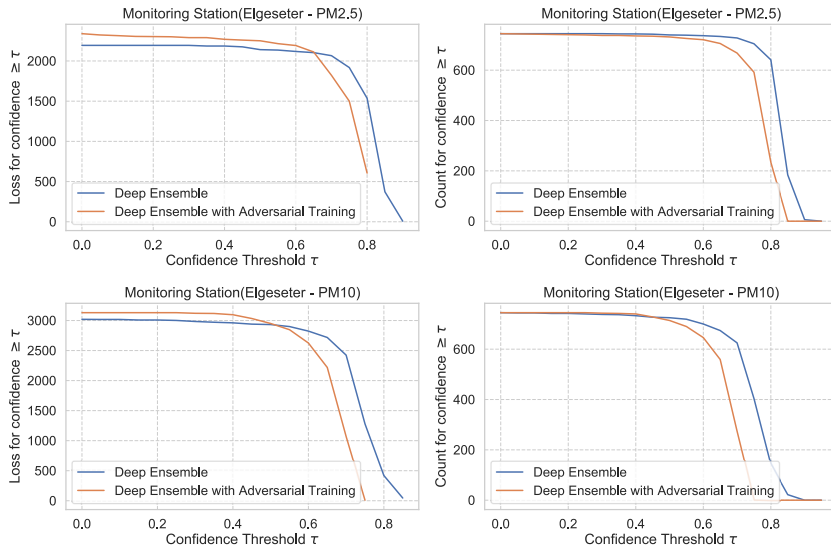 Monitoring Station(Elgeseter - PM2.5)
Loss for confidence ≥ τ
2000
1500
1000
500
0
Deep Ensemble
Deep Ensemble with Adversarial Training
0.0 0.2 0.4 0.6 0.8
Confidence Threshold τ
Monitoring Station(Elgeseter - PM2.5)
Count for confidence ≥ τ
600
400
200
0
Deep Ensemble
Deep Ensemble with Adversarial Training
0.0 0.2 0.4 0.6 0.8
Confidence Threshold τ
Monitoring Station(Elgeseter - PM10)
Loss for confidence ≥ τ
3000
2500
2000
1500
1000
500
0
Deep Ensemble
Deep Ensemble with Adversarial Training
0.0 0.2 0.4 0.6 0.8
Confidence Threshold τ
Monitoring Station(Elgeseter - PM10)
Count for confidence ≥ τ
600
400
200
0
Deep Ensemble
Deep Ensemble with Adversarial Training
0.0 0.2 0.4 0.6 0.8
Confidence Threshold τ